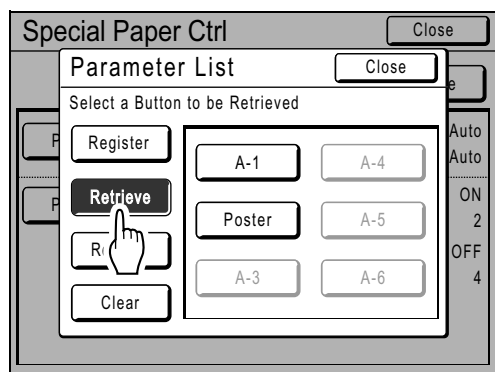 Special Paper Ctrl
Close
Parameter List
Close
Select a Button to be Retrieved
Register
A-1
A-4
Auto
Auto
Retrieve
ON
Poster
A-5
2
OFF
A-3
A-6
4
Clear